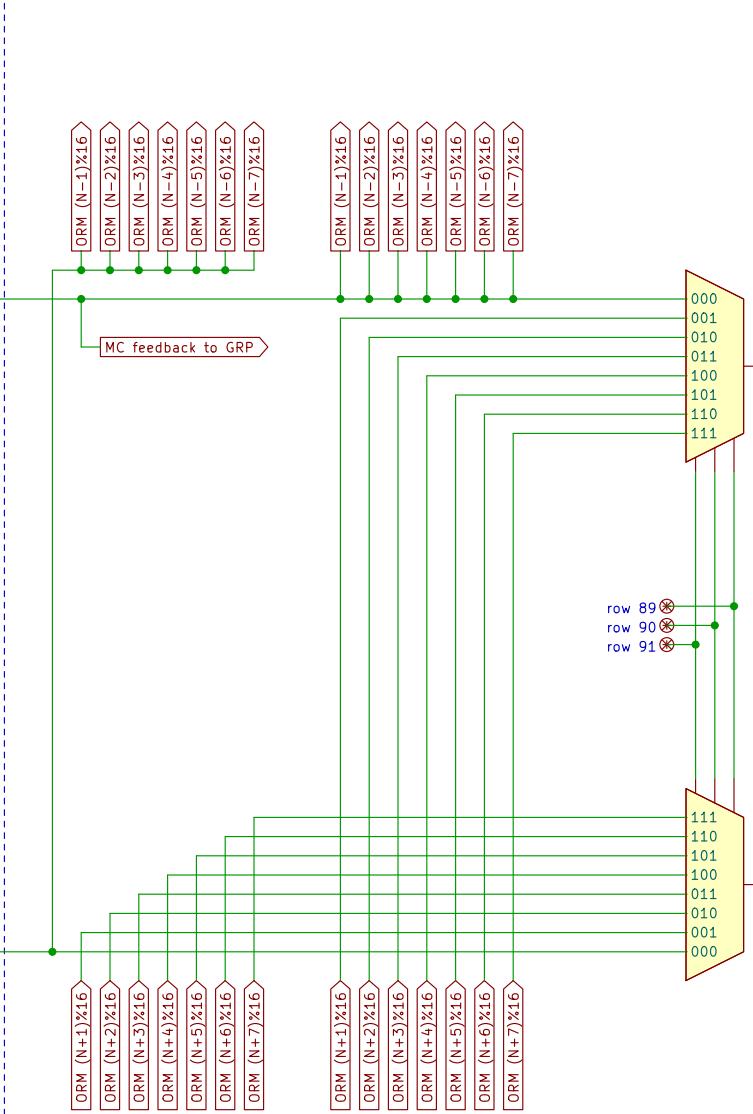 ORM (N-1)%16
ORM (N-2)%16
ORM (N-3)%16
ORM (N-4)%16
ORM (N-5)%16
ORM (N-6)%16
ORM (N-7)%16
ORM (N-1)%16
ORM (N-2)%16
ORM (N-3)%16
ORM (N-4)%16
ORM (N-5)%16
ORM (N-6)%16
ORM (N-7)%16
MC feedback to GRP
000
001
010
011
100
101
110
111
row 89
row 90
row 91
111
110
101
100
011
010
001
000
ORM (N+1)%16
ORM (N+2)%16
ORM (N+3)%16
ORM (N+4)%16
ORM (N+5)%16
ORM (N+6)%16
ORM (N+7)%16
ORM (N+1)%16
ORM (N+2)%16
ORM (N+3)%16
ORM (N+4)%16
ORM (N+5)%16
ORM (N+6)%16
ORM (N+7)%16